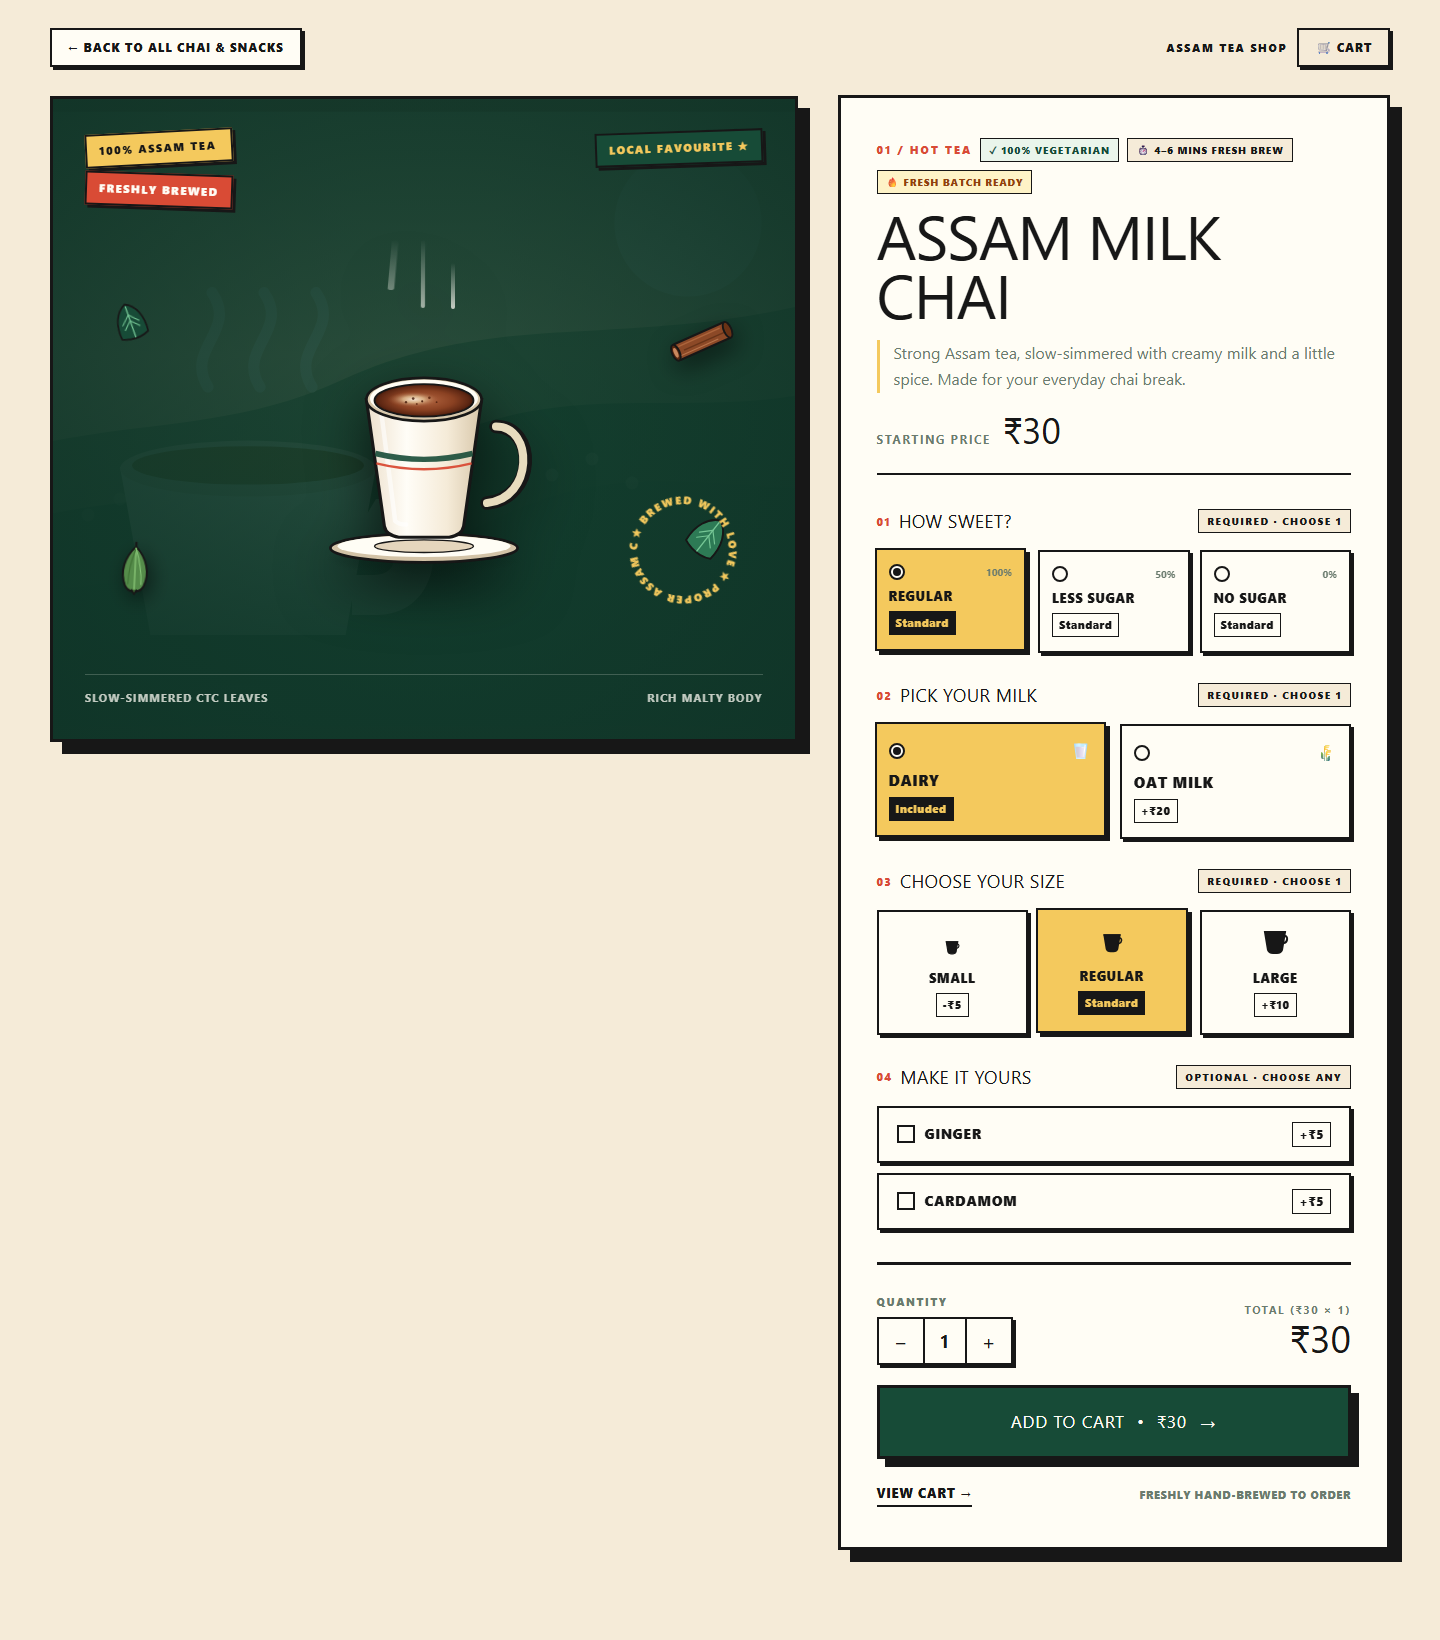 ← BACK TO ALL CHAI & SNACKS
ASSAM TEA SHOP
🛒 CART
100% ASSAM TEA
FRESHLY BREWED
LOCAL FAVOURITE ★
★ BREWED WITH LOVE ★ PROPER ASSAM C
SLOW-SIMMERED CTC LEAVES
RICH MALTY BODY
01 / HOT TEA
✓ 100% VEGETARIAN
4–6 MINS FRESH BREW
🔥 FRESH BATCH READY
ASSAM MILK
CHAI
Strong Assam tea, slow-simmered with creamy milk and a little
spice. Made for your everyday chai break.
STARTING PRICE ₹30
01 HOW SWEET?
REQUIRED · CHOOSE 1
100%
REGULAR
Standard
50%
LESS SUGAR
Standard
0%
NO SUGAR
Standard
02 PICK YOUR MILK
REQUIRED · CHOOSE 1
DAIRY
Included
OAT MILK
+₹20
03 CHOOSE YOUR SIZE
REQUIRED · CHOOSE 1
SMALL
-₹5
REGULAR
Standard
LARGE
+₹10
04 MAKE IT YOURS
OPTIONAL · CHOOSE ANY
GINGER
+₹5
CARDAMOM
+₹5
QUANTITY
− 1 +
TOTAL (₹30 × 1)
₹30
ADD TO CART • ₹30 →
VIEW CART →
FRESHLY HAND-BREWED TO ORDER